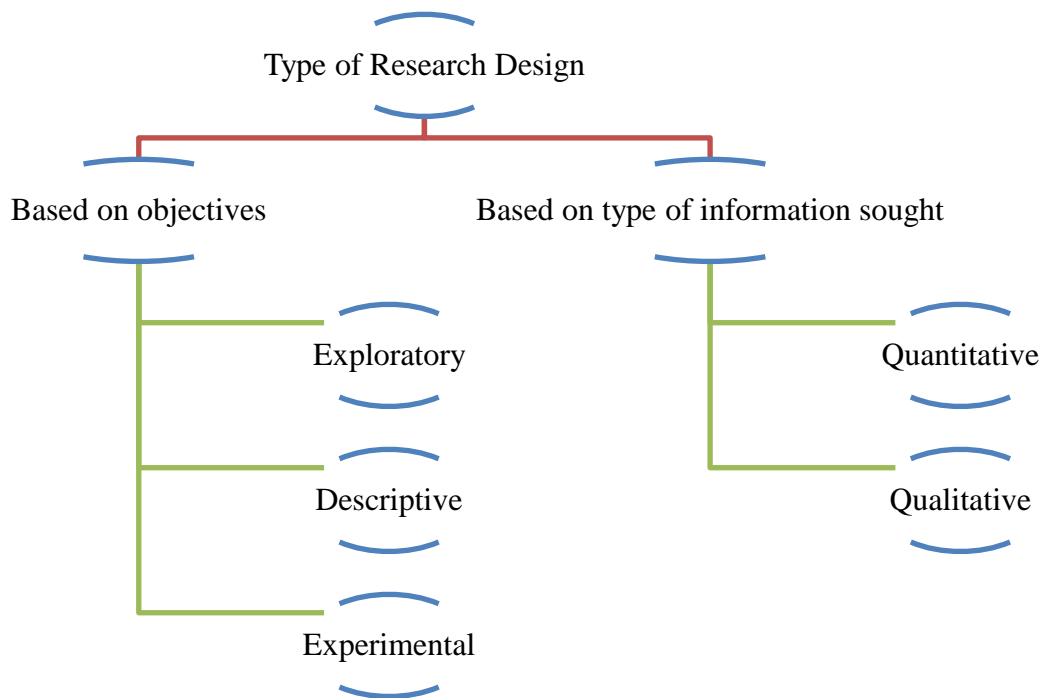 Type of Research Design
Based on objectives
Based on type of information sought
Exploratory
Quantitative
Descriptive
Qualitative
Experimental